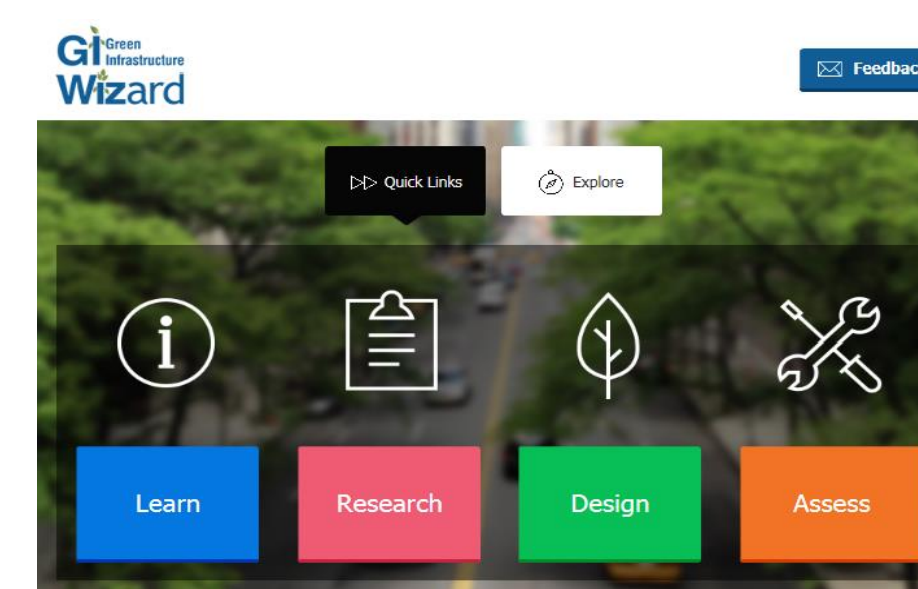 Gi Green
Infrastructure
Wizard
Feedbac
Quick Links
Explore
Learn
Research
Design
Assess